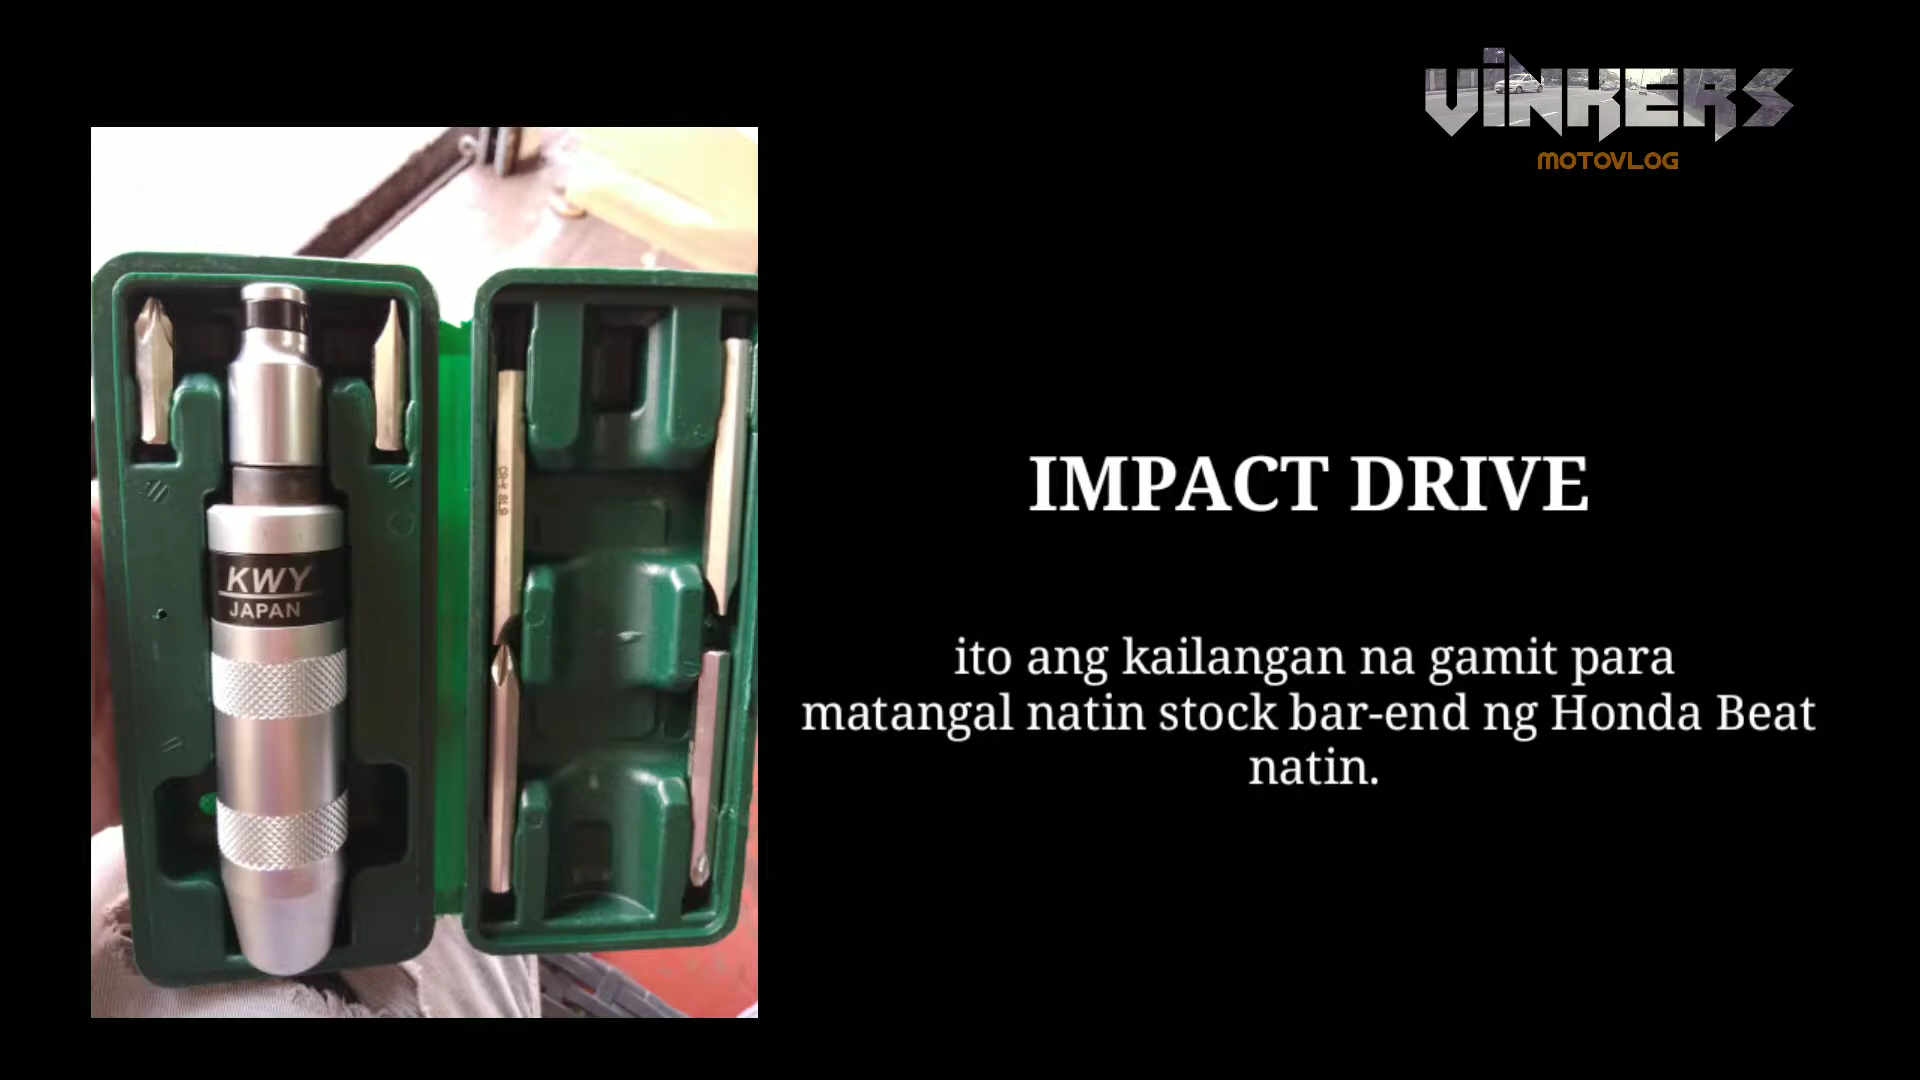 VINKERS
MOTOVLOG
IMPACT DRIVE
ito ang kailangan na gamit para
matangal natin stock bar-end ng Honda Beat
natin.
KWY
JAPAN